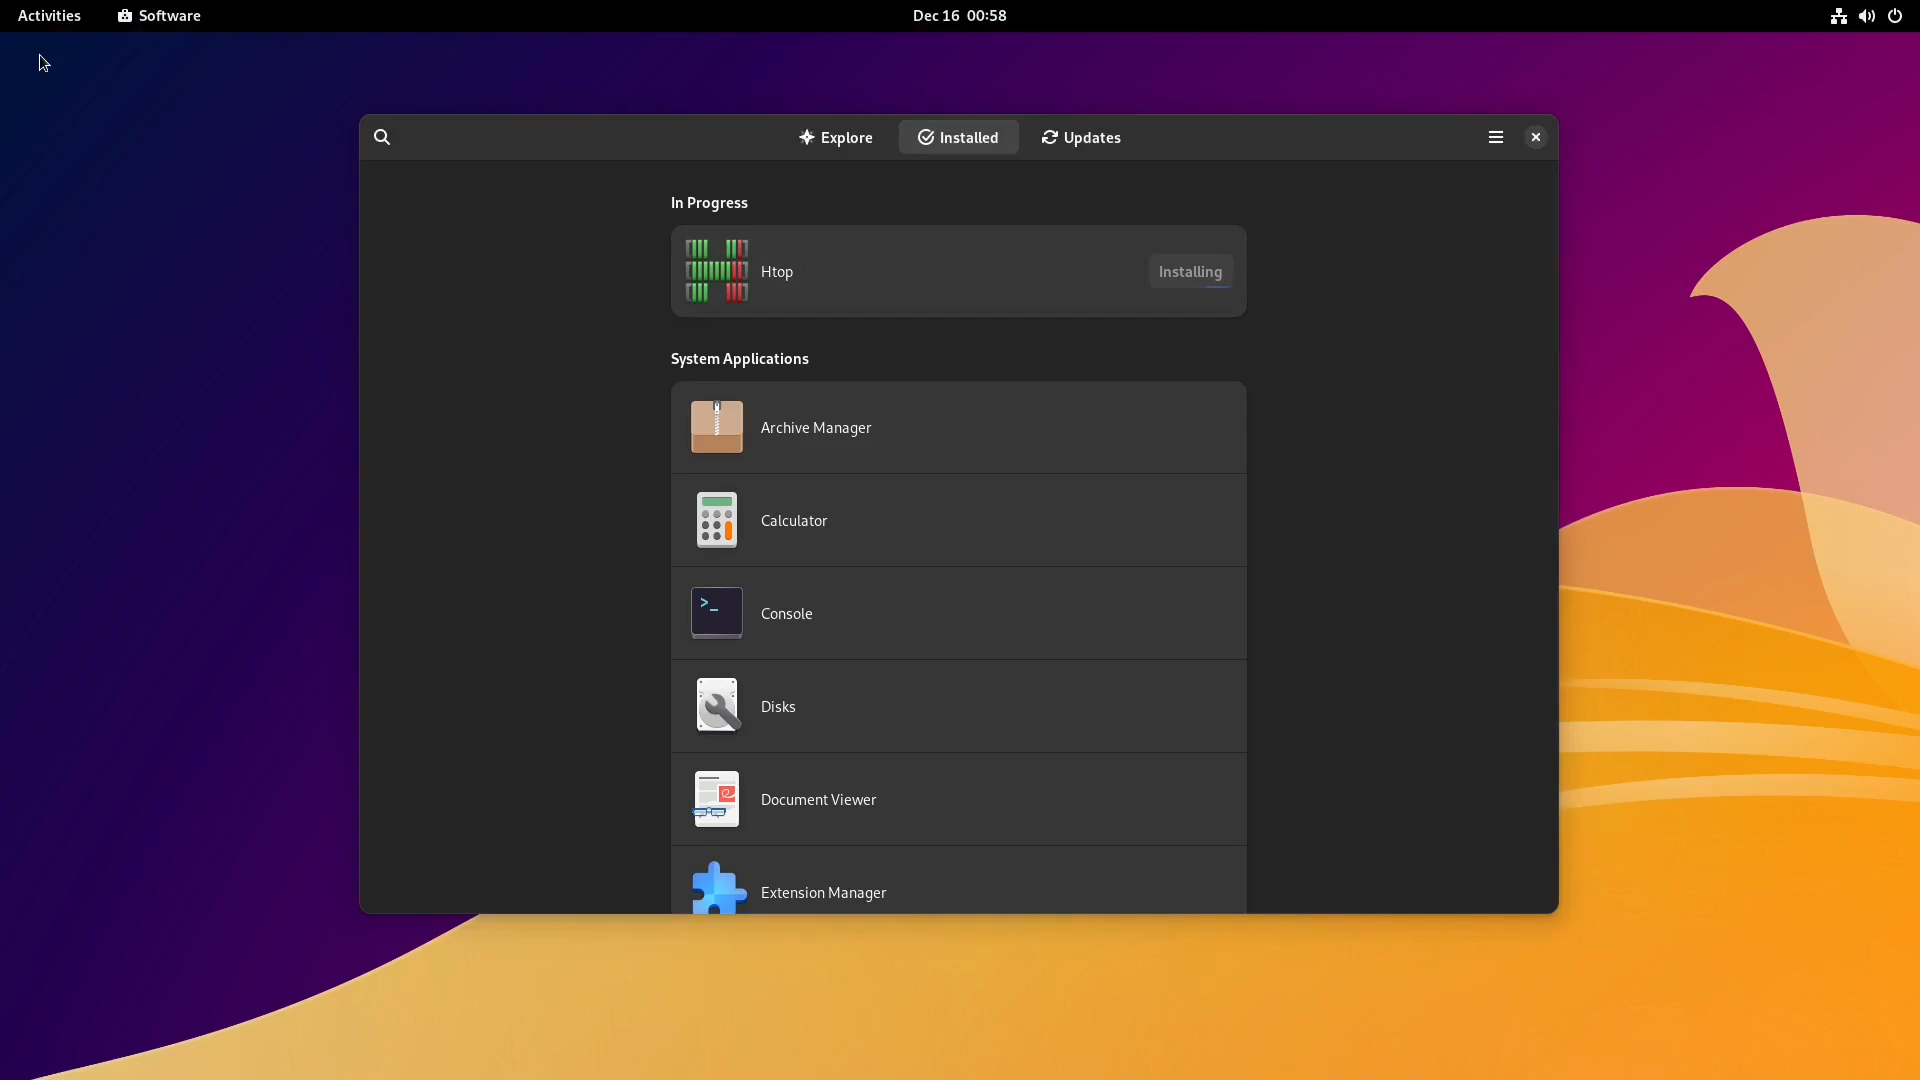 Activities
Software
Dec 16 00:58
Explore
Installed
Updates
In Progress
Htop
Installing
System Applications
Archive Manager
Calculator
>_
Console
Disks
Document Viewer
Extension Manager